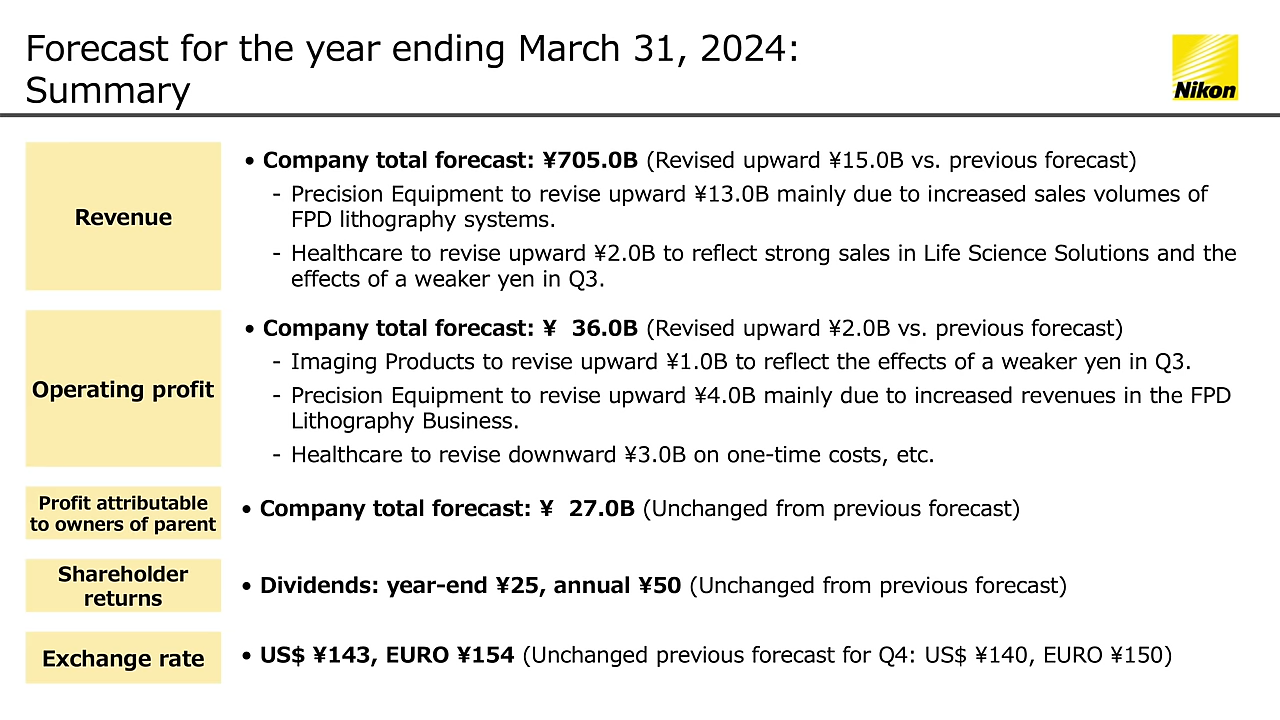 Forecast for the year ending March 31, 2024:
Summary
Nikon
Revenue
• Company total forecast: ¥705.0B (Revised upward ¥15.0B vs. previous forecast)
- Precision Equipment to revise upward ¥13.0B mainly due to increased sales volumes of
FPD lithography systems.
- Healthcare to revise upward ¥2.0B to reflect strong sales in Life Science Solutions and the
effects of a weaker yen in Q3.
Operating profit
• Company total forecast: ¥ 36.0B (Revised upward ¥2.0B vs. previous forecast)
- Imaging Products to revise upward ¥1.0B to reflect the effects of a weaker yen in Q3.
- Precision Equipment to revise upward ¥4.0B mainly due to increased revenues in the FPD
Lithography Business.
- Healthcare to revise downward ¥3.0B on one-time costs, etc.
Profit attributable
to owners of parent
• Company total forecast: ¥ 27.0B (Unchanged from previous forecast)
Shareholder
returns
• Dividends: year-end ¥25, annual ¥50 (Unchanged from previous forecast)
Exchange rate
• US$ ¥143, EURO ¥154 (Unchanged previous forecast for Q4: US$ ¥140, EURO ¥150)